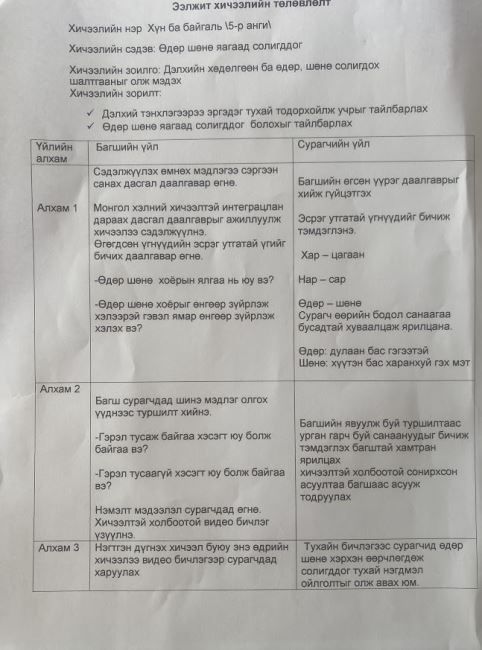 Ээлжит хичээлийн төлөвлөлт
Хичээлийн нэр Хүн ба байгаль \5-р анги\
Хичээлийн сэдэв: Өдөр шөнө яагаад солигддог
Хичээлийн зоилго: Дэлхийн хөдөлгөөн ба өдөр, шөнө солигдох
шалтгааныг олж мэдэх
Хичээлийн зорилт:
✓ Дэлхий тэнхлэгээрээ эргэдэг тухай тодорхойлж учрыг тайлбарлах
✓ Өдөр шөнө яагаад солигддог болохыг тайлбарлах
Үйлийн алхам
Багшийн үйл
Сурагчийн үйл
Алхам 1
Сэдэлжүүлэх өмнөх мэдлэгээ сэргээн
санах дасгал даалгавар өгнө.
Монгол хэлний хичээлтэй интеграцлан
дараах дасгал даалгаврыг ажиллуулж
хичээлээ сэдэлжүүлнэ.
Өгөгдсөн үгнүүдийн эсрэг утгатай үгийг
бичих даалгавар өгнө.
-Өдөр шөнө хоёрын ялгаа нь юу вэ?
-Өдөр шөнө хоёрыг өнгөөр зүйрлэж
хэлээрэй гэвэл ямар өнгөөр зүйрлэж
хэлэх вэ?
Багшийн өгсөн үүрэг даалгаврыг
хийж гүйцэтгэх
Эсрэг утгатай үгнүүдийг бичиж
тэмдэглэнэ.
Хар – цагаан
Нар – сар
Өдөр – шөнө
Сурагч өөрийн бодол санаагаа
бусадтай хуваалцаж ярилцана.
Өдөр: дулаан бас гэгээтэй
Шөнө: хүүтэн бас харанхуй гэх мэт
Алхам 2
Багш сурагчдад шинэ мэдлэг олгох
үүднээс туршилт хийнэ.
-Гэрэл тусаж байгаа хэсэгт юу болж
байгаа вэ?
-Гэрэл тусаагүй хэсэгт юу болж байгаа
вэ?
Нэмэлт мэдээлэл сурагчдад өгнө.
Хичээлтэй холбоотой видео бичлэг
үзүүлнэ.
Багшийн явуулж буй туршилтаас
урган гарч буй санаануудыг бичиж
тэмдэглэх багштай хамтран
ярилцах
хичээлтэй холбоотой сонирхсон
асуултаа багшаас асууж
тодруулах
Алхам 3
Нэгтгэн дүгнэх хичээл буюу энэ өдрийн
хичээлээ видео бичлэгээр сурагчдад
харуулах
Тухайн бичлэгээс сурагчид өдөр
шөнө хэрхэн өөрчлөгдөж
солигддог тухай нэгдмэл
ойлголтыг олж авах юм.